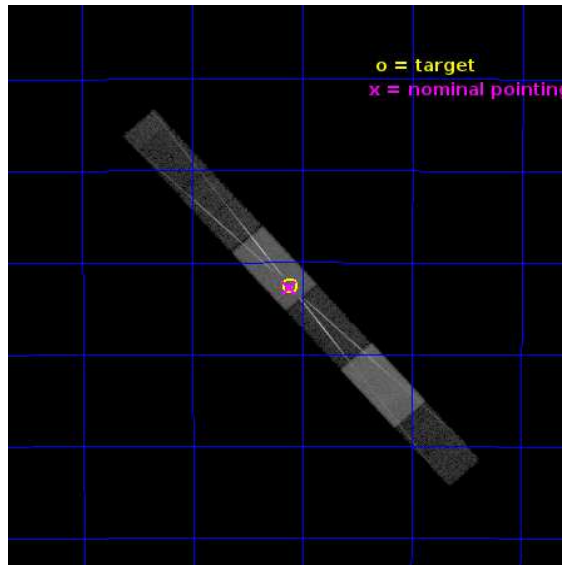 o = target
x = nominal pointing